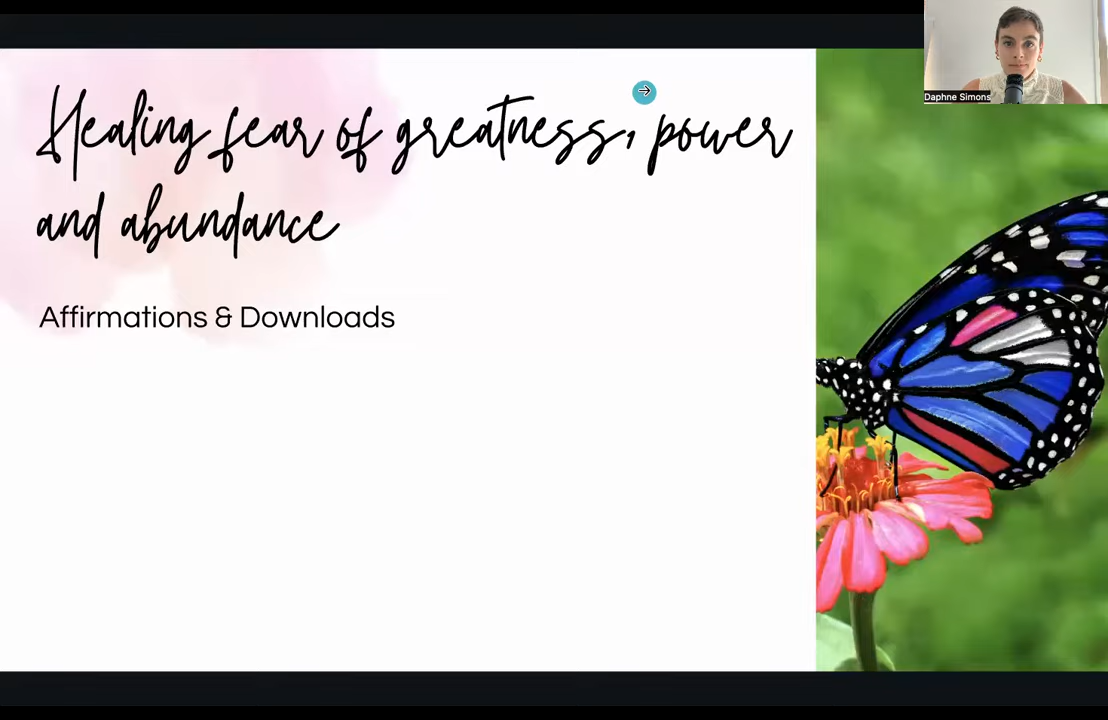 Healing fear of greatness, power
and abundance
Affirmations & Downloads
Daphne Simons